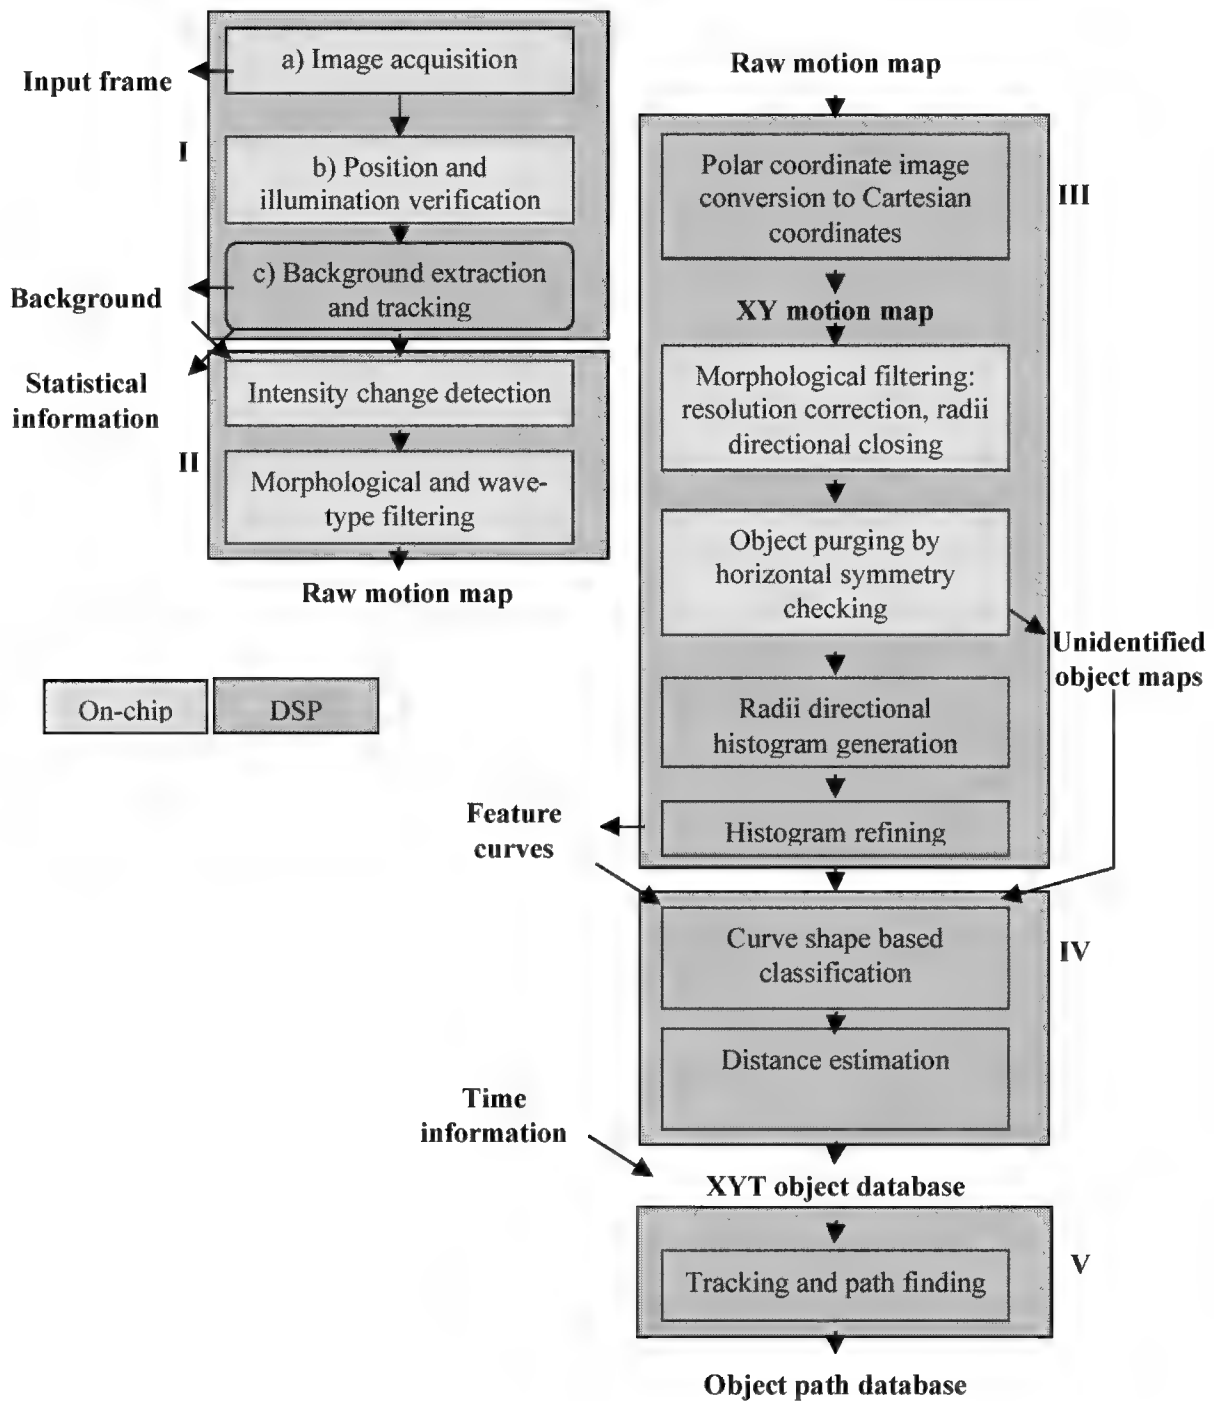 a) Image acquisition
Input frame
I
b) Position and
illumination verification
c) Background extraction
and tracking
Background
Statistical
information
Intensity change detection
II
Morphological and wave-
type filtering
Raw motion map
On-chip
DSP
Raw motion map
Polar coordinate image
conversion to Cartesian
coordinates
III
XY motion map
Morphological filtering:
resolution correction, radii
directional closing
Object purging by
horizontal symmetry
checking
Unidentified
object maps
Radii directional
histogram generation
Feature
curves
Histogram refining
Curve shape based
classification
IV
Distance estimation
Time
information
XYT object database
V
Tracking and path finding
Object path database